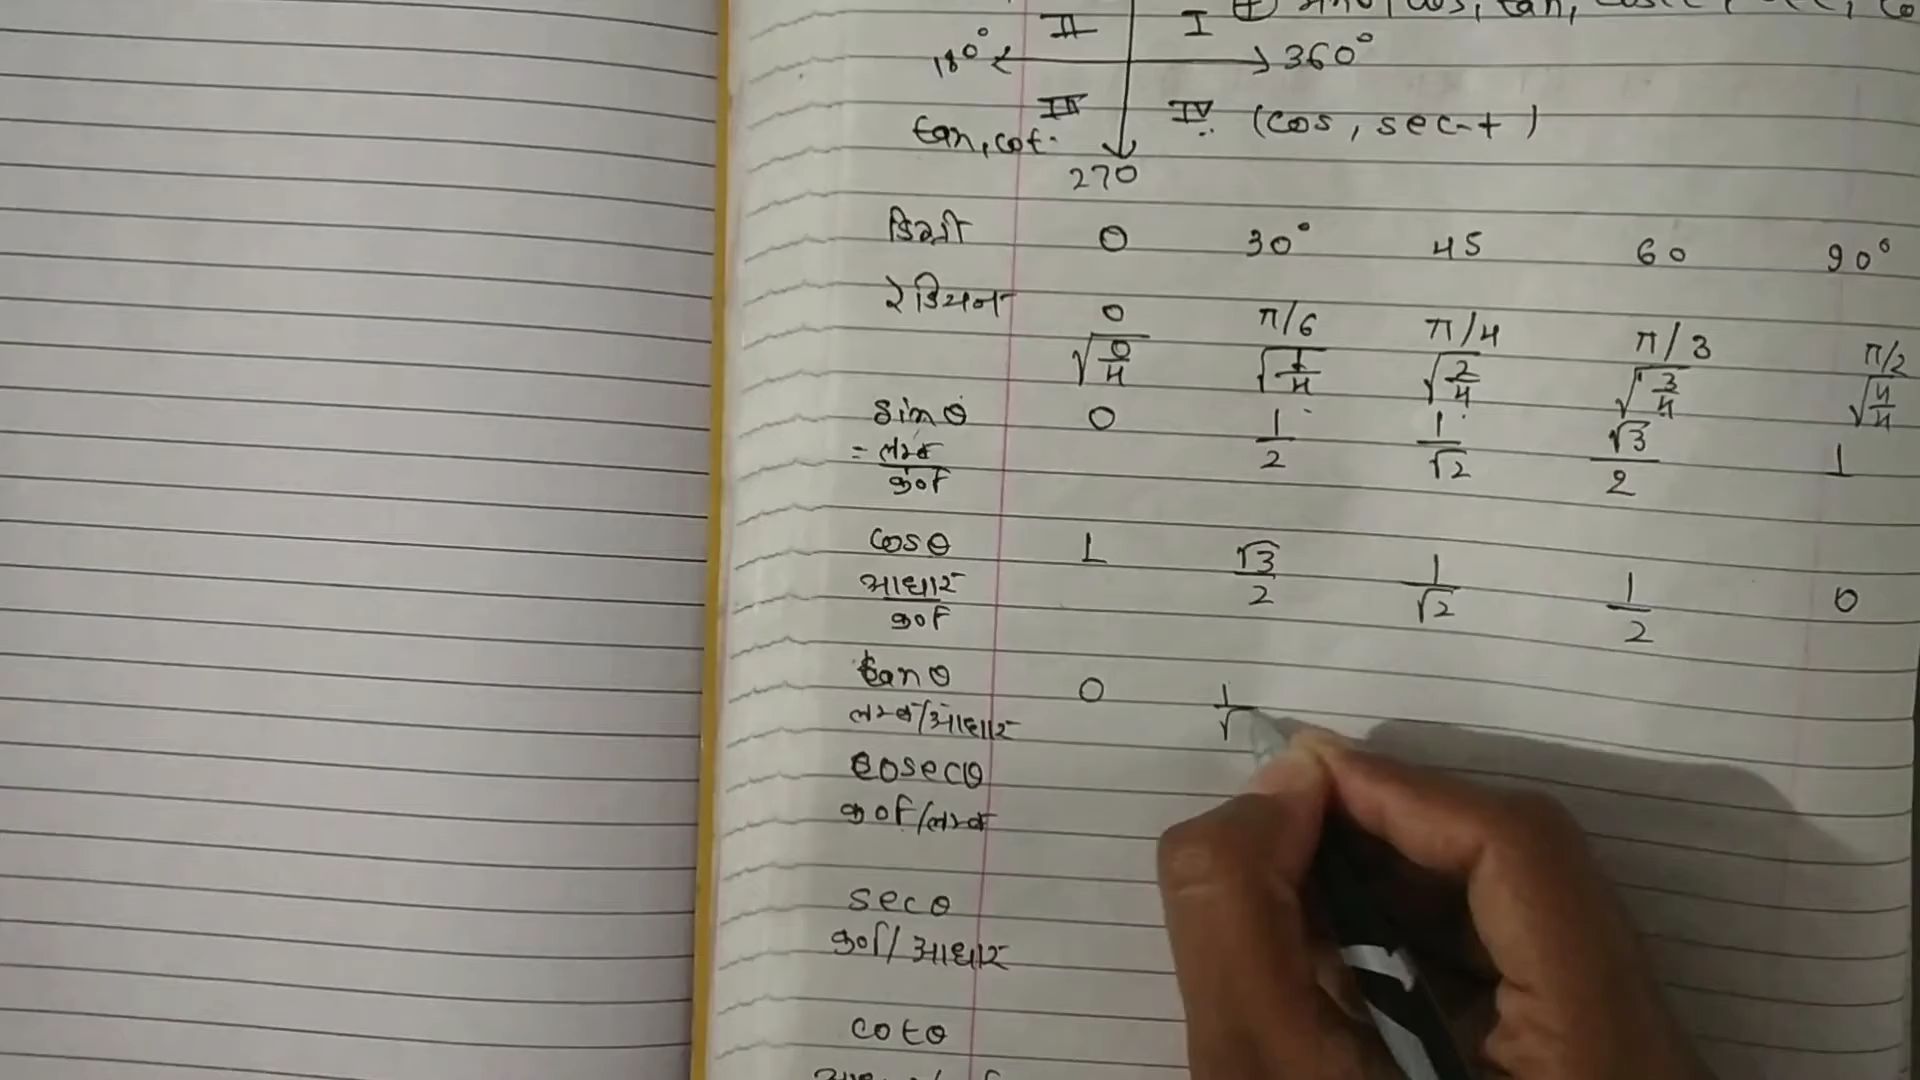 II I ⊕ cos, tan,
180° 360°
III IV (cos, sec-+)
tan, cot.
270
डिग्री 0 30° 45 60 90°
रेडियन 0 π/6 π/4 π/3 π/2
√0/4 √1/4 √2/4 √3/4 √4/4
sinθ 0 1/2 1/√2 √3/2 1
= लम्ब/कर्ण
cosθ 1 √3/2 1/√2 1/2 0
आधार/कर्ण
tanθ 0 1/√
लम्ब/आधार
cosecθ
कर्ण/लम्ब
secθ
कर्ण/आधार
cotθ